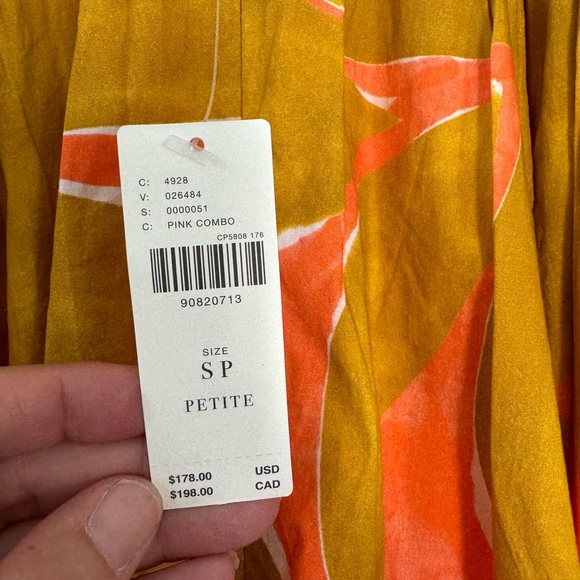 C: 4928
V: 026484
S: 0000051
C: PINK COMBO
CP5808 176
90820713
SIZE
SP
PETITE
$178.00 USD
$198.00 CAD